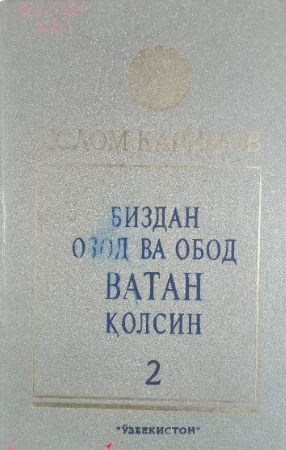 ИСЛОМ КАРИМОВ
БИЗДАН
ОЗОД ВА ОБОД
ВАТАН
ҚОЛСИН
2
"ЎЗБЕКИСТОН"